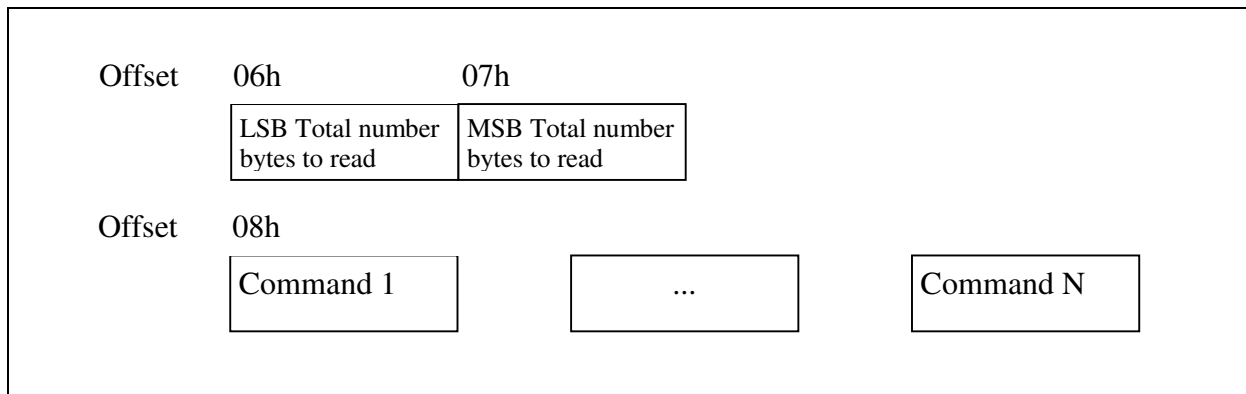 Offset 06h 07h
LSB Total number MSB Total number
bytes to read bytes to read
Offset 08h
Command 1 ... Command N